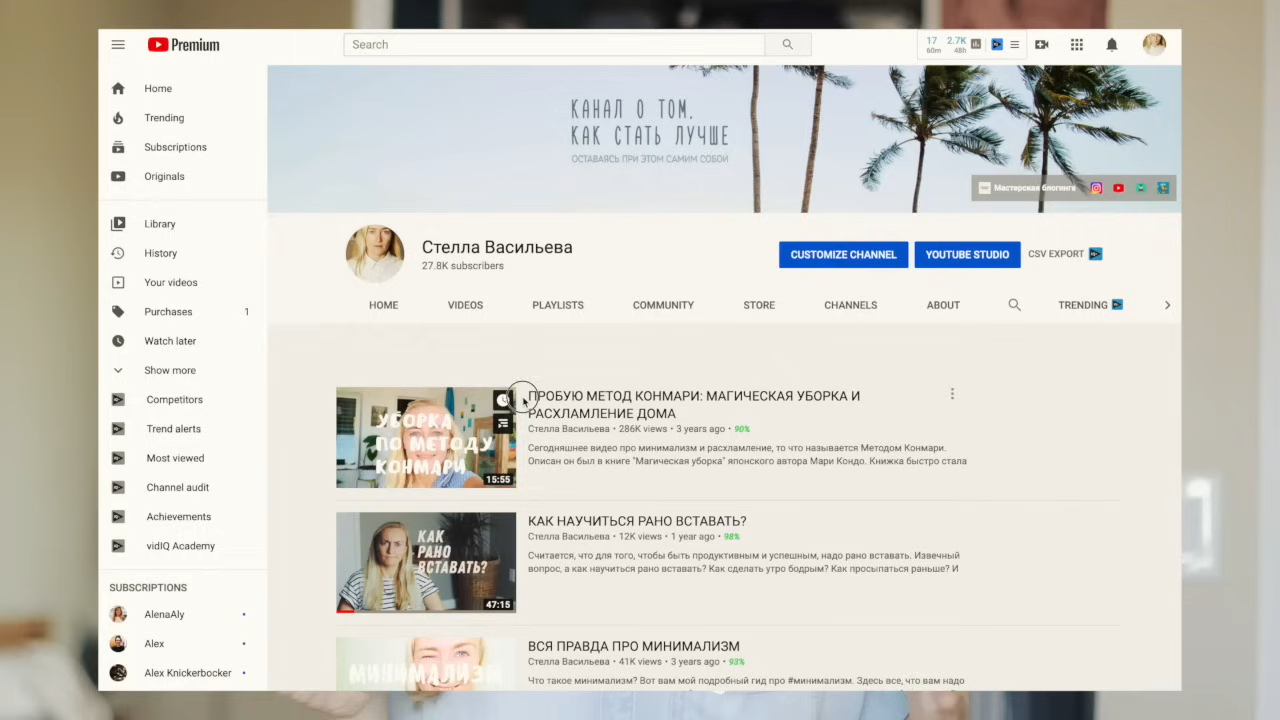 Premium
Search
17 2.7K
60m 48h
Home
Trending
Subscriptions
Originals
Library
History
Your videos
Purchases 1
Watch later
Show more
Competitors
Trend alerts
Most viewed
Channel audit
Achievements
vidIQ Academy
SUBSCRIPTIONS
AlenaAly
Alex
Alex Knickerbocker
КАНАЛ О ТОМ,
КАК СТАТЬ ЛУЧШЕ
ОСТАВАЯСЬ ПРИ ЭТОМ САМИМ СОБОЙ
Мастерская блогинга
Стелла Васильева
27.8K subscribers
CUSTOMIZE CHANNEL
YOUTUBE STUDIO
CSV EXPORT
HOME VIDEOS PLAYLISTS COMMUNITY STORE CHANNELS ABOUT TRENDING
УБОРКА
ПО МЕТОДУ
КОНМАРИ
15:55
ПРОБУЮ МЕТОД КОНМАРИ: МАГИЧЕСКАЯ УБОРКА И
РАСХЛАМЛЕНИЕ ДОМА
Стелла Васильева • 286K views • 3 years ago • 90%
Сегодняшнее видео про минимализм и расхламление, то что называется Методом Конмари.
Описан он был в книге "Магическая уборка" японского автора Мари Кондо. Книжка быстро стала
КАК
РАНО
ВСТАВАТЬ?
47:15
КАК НАУЧИТЬСЯ РАНО ВСТАВАТЬ?
Стелла Васильева • 12K views • 1 year ago • 98%
Считается, что для того, чтобы быть продуктивным и успешным, надо рано вставать. Извечный
вопрос, а как научиться рано вставать? Как сделать утро бодрым? Как просыпаться раньше? И
МИНИМАЛИЗМ
ВСЯ ПРАВДА ПРО МИНИМАЛИЗМ
Стелла Васильева • 41K views • 3 years ago • 93%
Что такое минимализм? Вот вам мой подробный гид про #минимализм. Здесь все, что вам надо